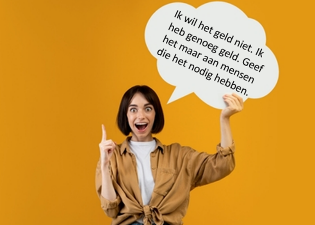 Ik wil het geld niet. Ik
heb genoeg geld. Geef
het maar aan mensen
die het nodig hebben.